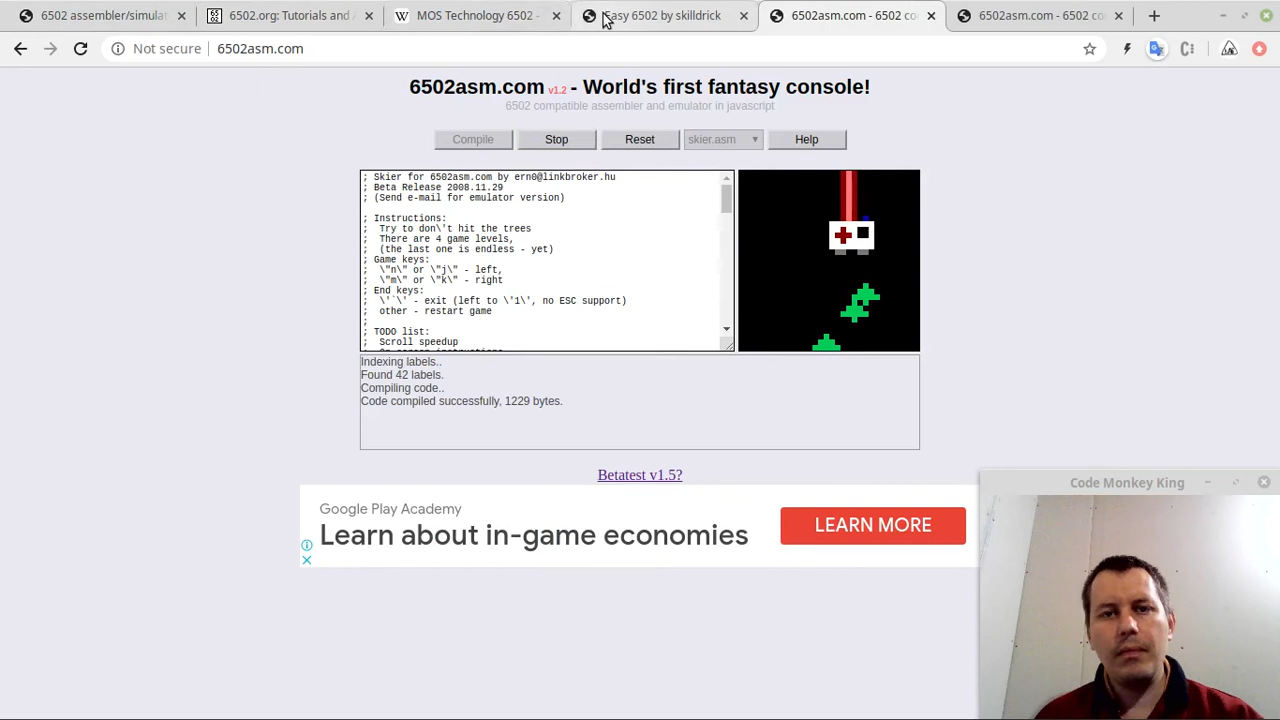 6502 assembler/simulat
6502.org: Tutorials and A
MOS Technology 6502 -
Easy 6502 by skilldrick
6502asm.com - 6502 co
6502asm.com - 6502 co
Not secure
6502asm.com
6502asm.com v1.2 - World's first fantasy console!
6502 compatible assembler and emulator in javascript
Compile
Stop
Reset
skier.asm
Help
; Skier for 6502asm.com by ern0@linkbroker.hu
; Beta Release 2008.11.29
; (Send e-mail for emulator version)
; Instructions:
; Try to don\'t hit the trees
; There are 4 game levels,
; (the last one is endless - yet)
; Game keys:
; \"n\" or \"j\" - left,
; \"m\" or \"k\" - right
; End keys:
; \'`\' - exit (left to \'1\', no ESC support)
; other - restart game
;
; TODO list:
; Scroll speedup
; On screen instructions
Indexing labels..
Found 42 labels.
Compiling code..
Code compiled successfully, 1229 bytes.
Betatest v1.5?
Google Play Academy
Learn about in-game economies
LEARN MORE
Code Monkey King